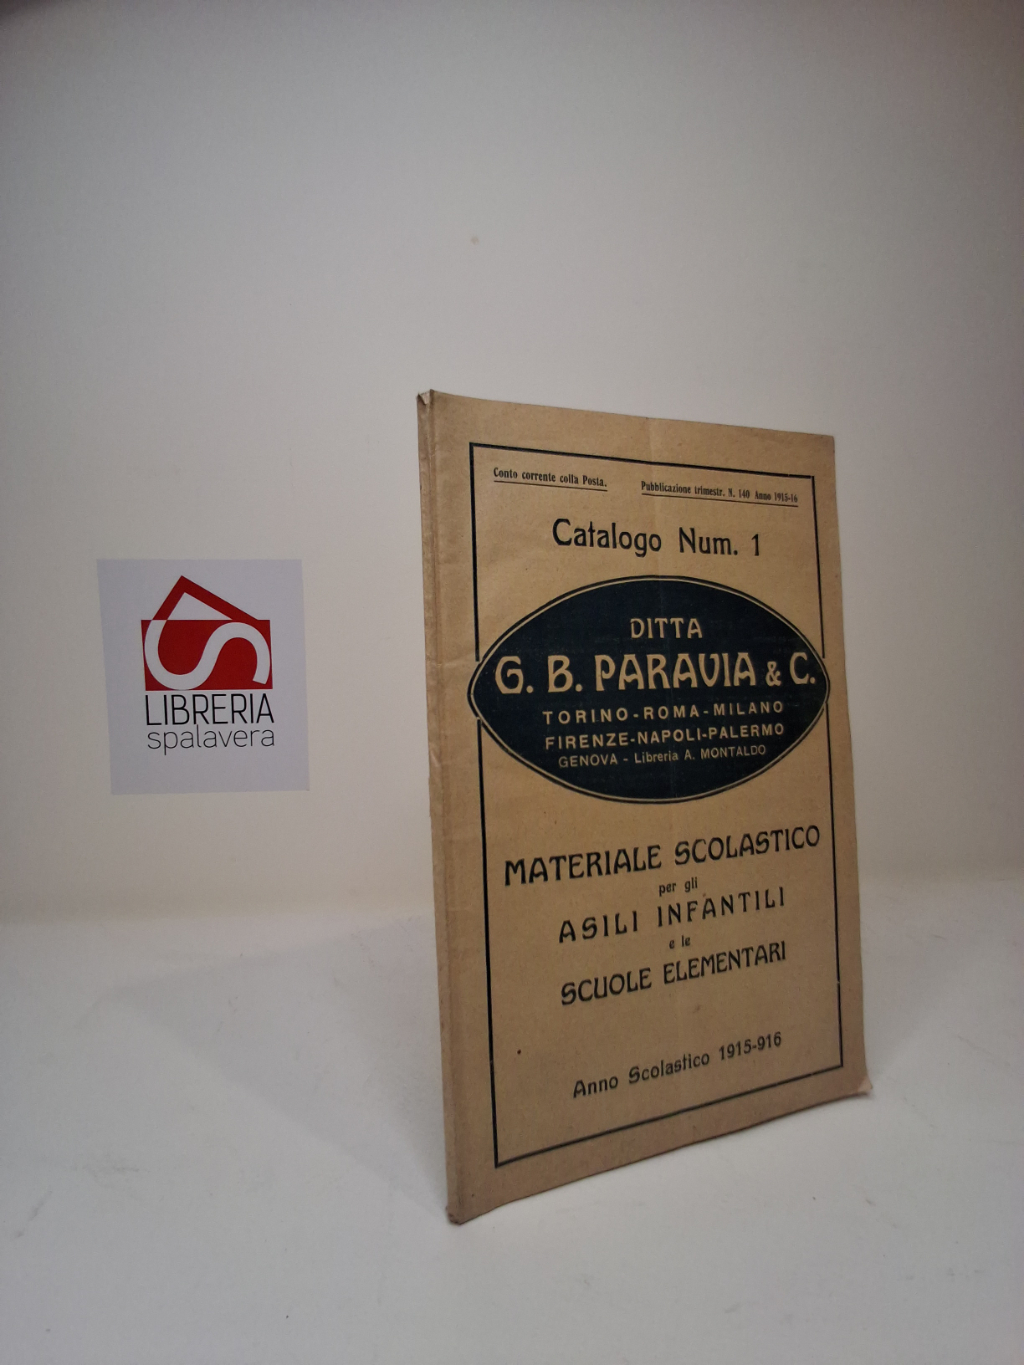 Conto corrente colla Posta.
Pubblicazione trimestr. N. 140 Anno 1915-16
Catalogo Num. 1
DITTA
G. B. PARAVIA & C.
TORINO-ROMA-MILANO
FIRENZE-NAPOLI-PALERMO
GENOVA - Libreria A. MONTALDO
MATERIALE SCOLASTICO
per gli
ASILI INFANTILI
e le
SCUOLE ELEMENTARI
Anno Scolastico 1915-916
LIBRERIA
spalavera